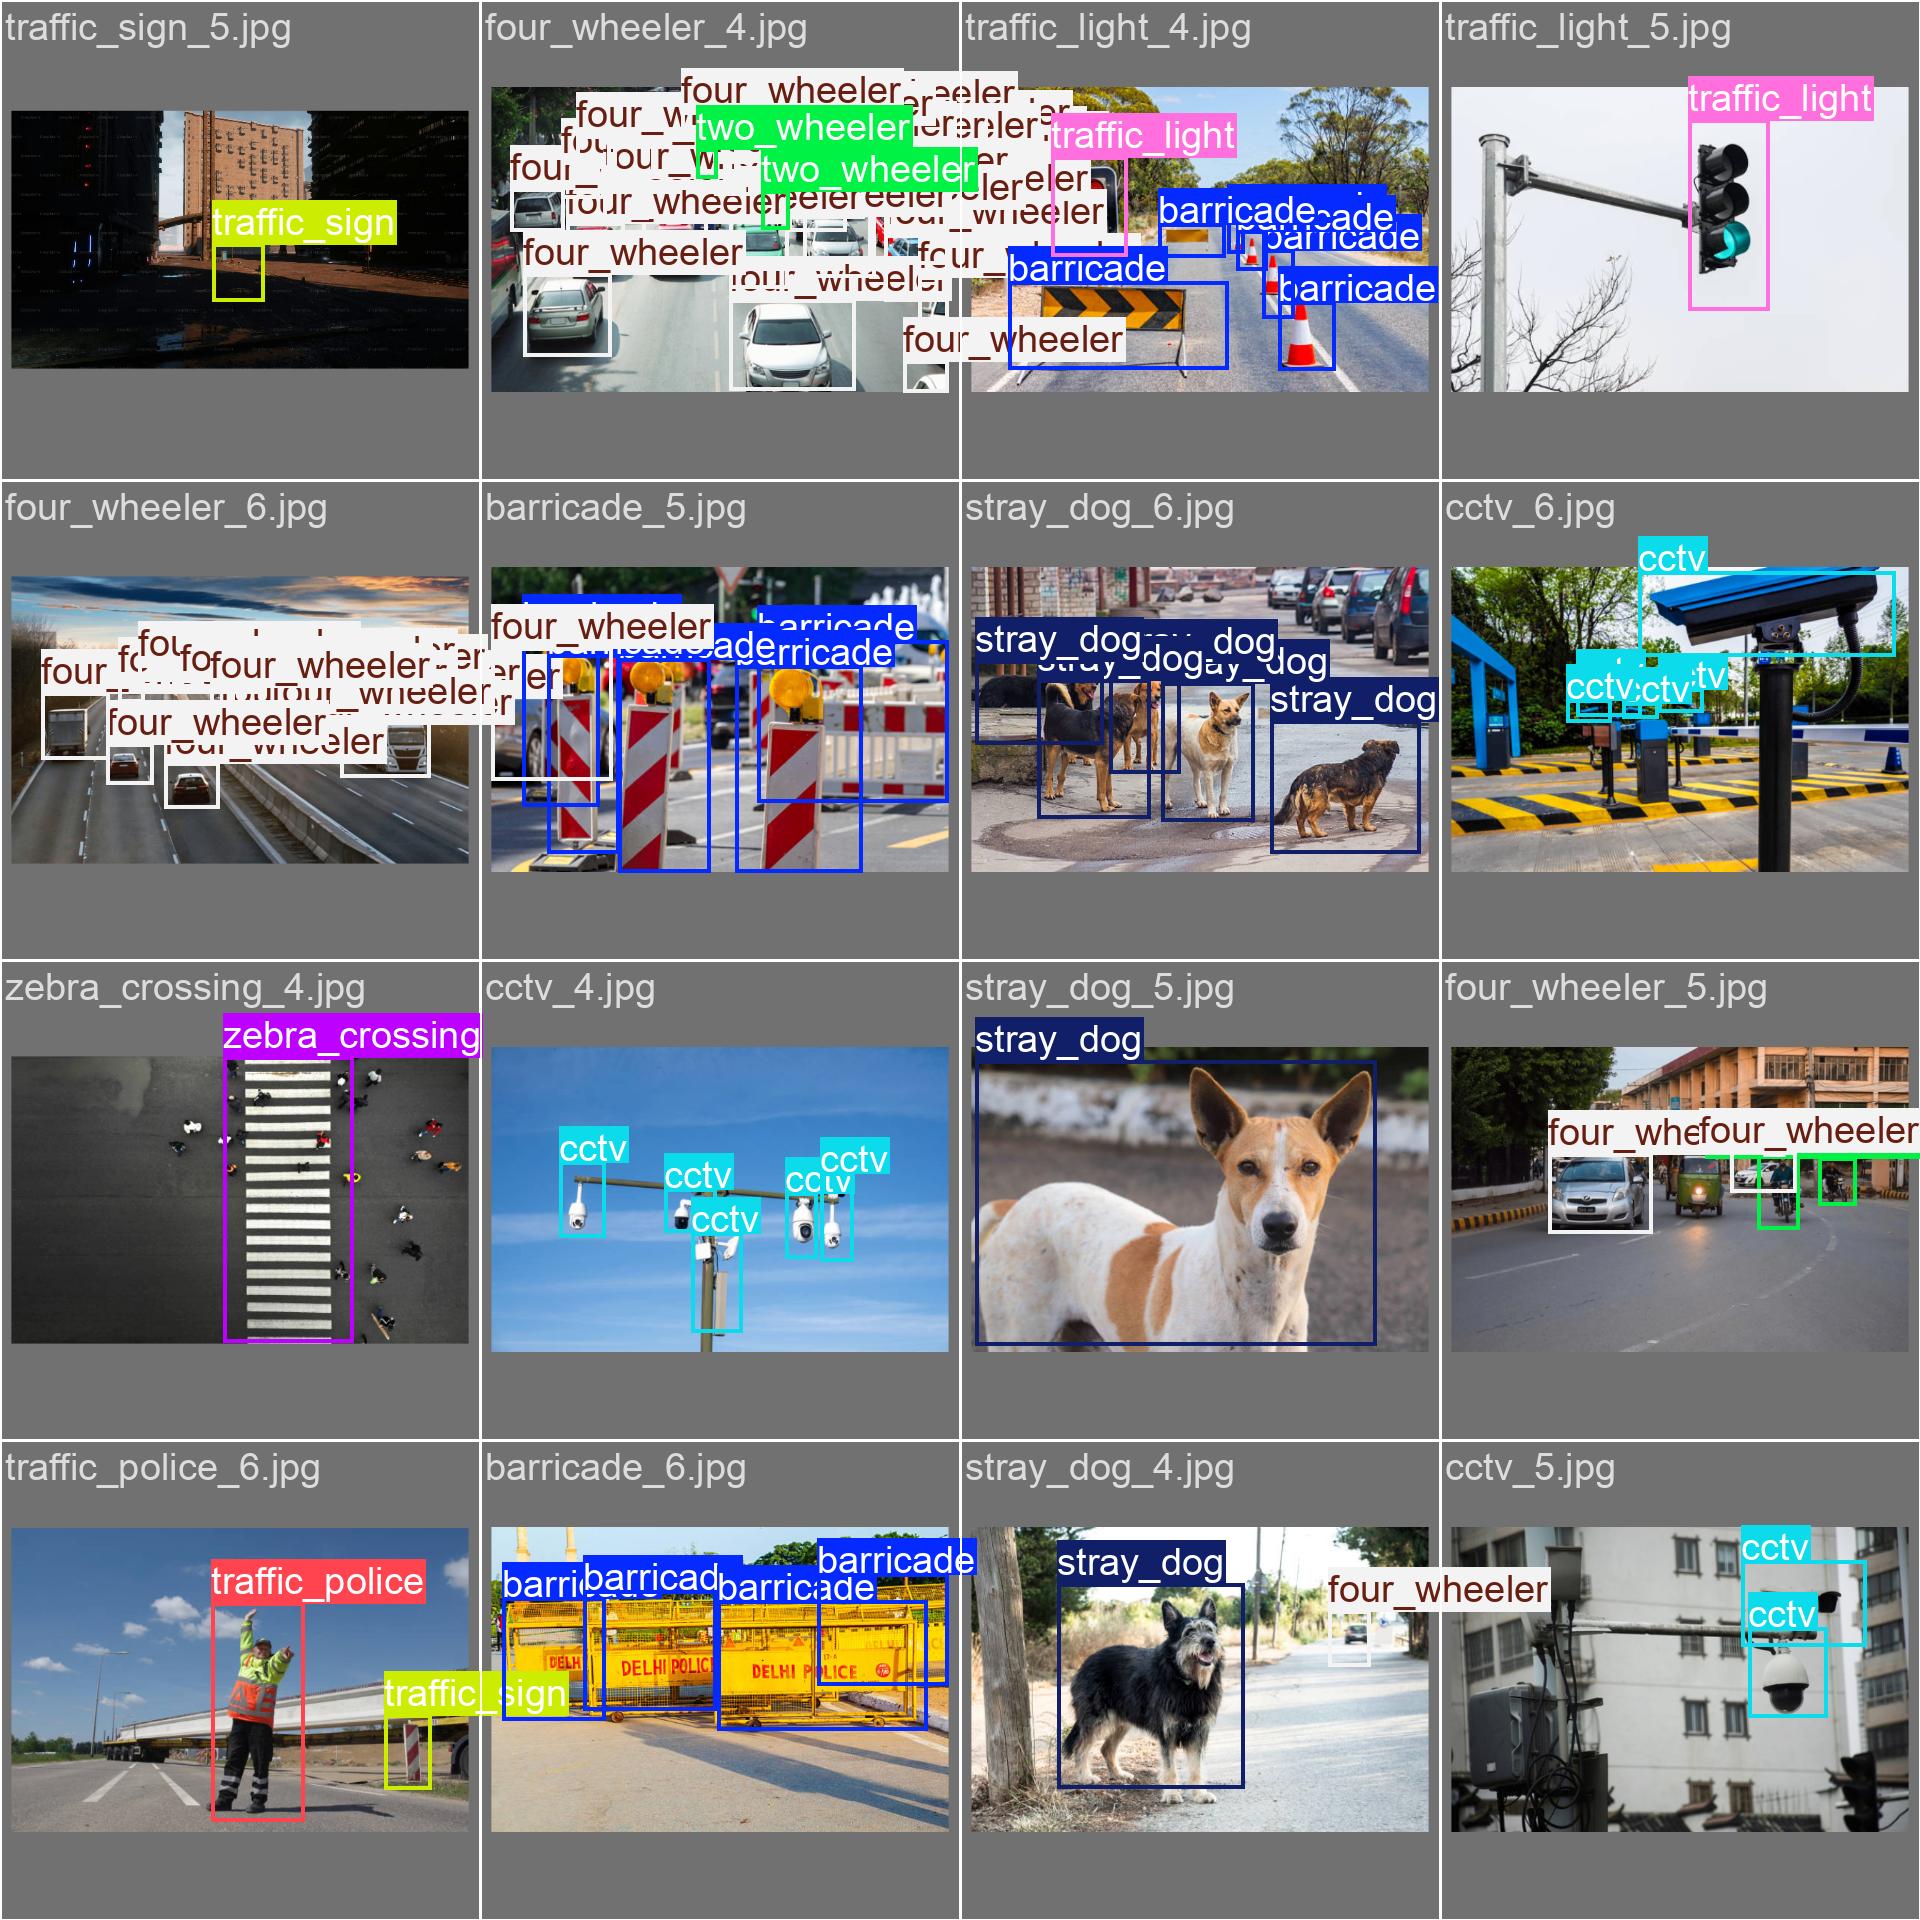 traffic_sign_5.jpg
four_wheeler_4.jpg
traffic_light_4.jpg
traffic_light_5.jpg
traffic_sign
four_wheeler
two_wheeler
two_wheeler
four_wheeler
four_wheeler
four_wheeler
traffic_light
barricade
barricade
barricade
barricade
traffic_light
four_wheeler_6.jpg
barricade_5.jpg
stray_dog_6.jpg
cctv_6.jpg
four_wheeler
four_wheeler
four_wheeler
four_wheeler
barricade
barricade
stray_dog
stray_dog
cctv
cctv
cctv
zebra_crossing_4.jpg
cctv_4.jpg
stray_dog_5.jpg
four_wheeler_5.jpg
zebra_crossing
cctv
cctv
cctv
cctv
cctv
stray_dog
four_whe
four_wheeler
traffic_police_6.jpg
barricade_6.jpg
stray_dog_4.jpg
cctv_5.jpg
traffic_police
traffic_sign
barricad
barricade
barricade
DELHI
DELHI POLICE
DELHI POLICE
stray_dog
four_wheeler
cctv
cctv